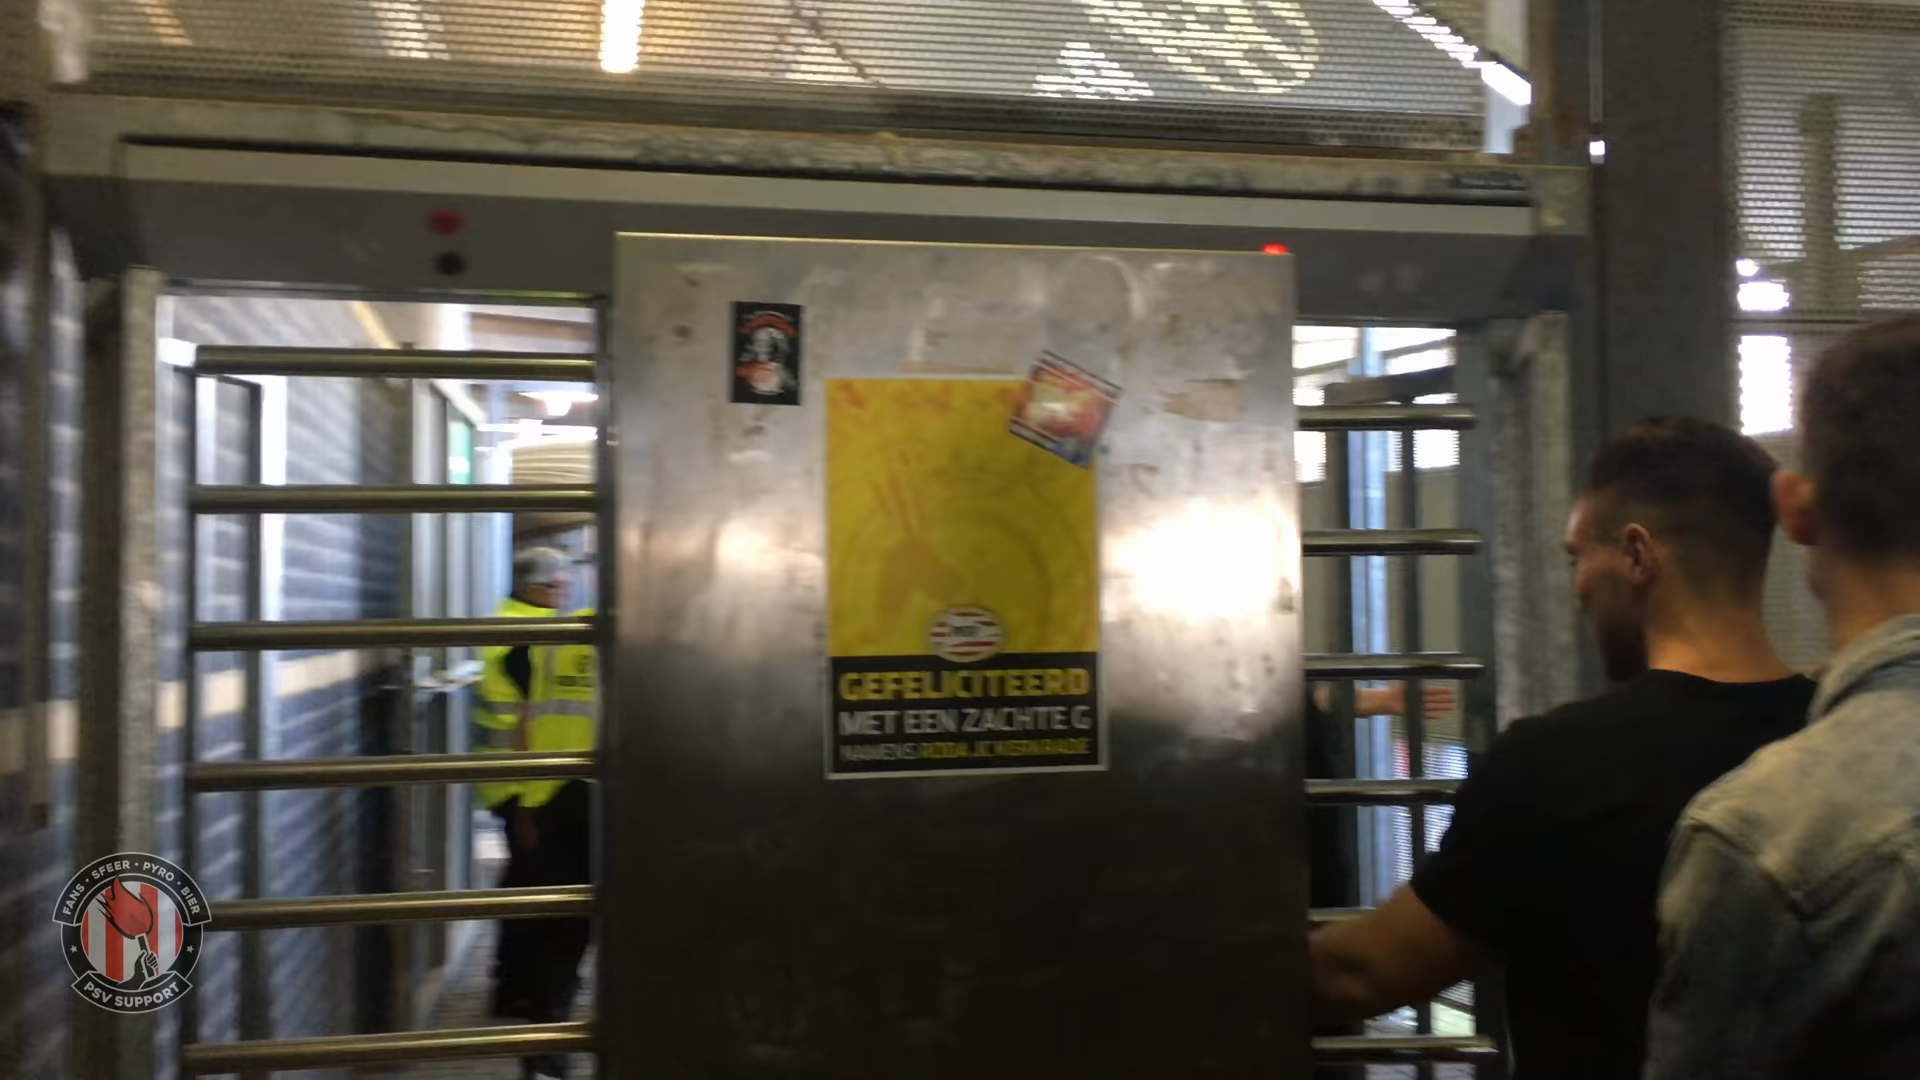 GEFELICITEERD
MET EEN ZACHTE G
NAMENS RODA JC KERKRADE
FANS · SFEER · PYRO · BIER
PSV SUPPORT